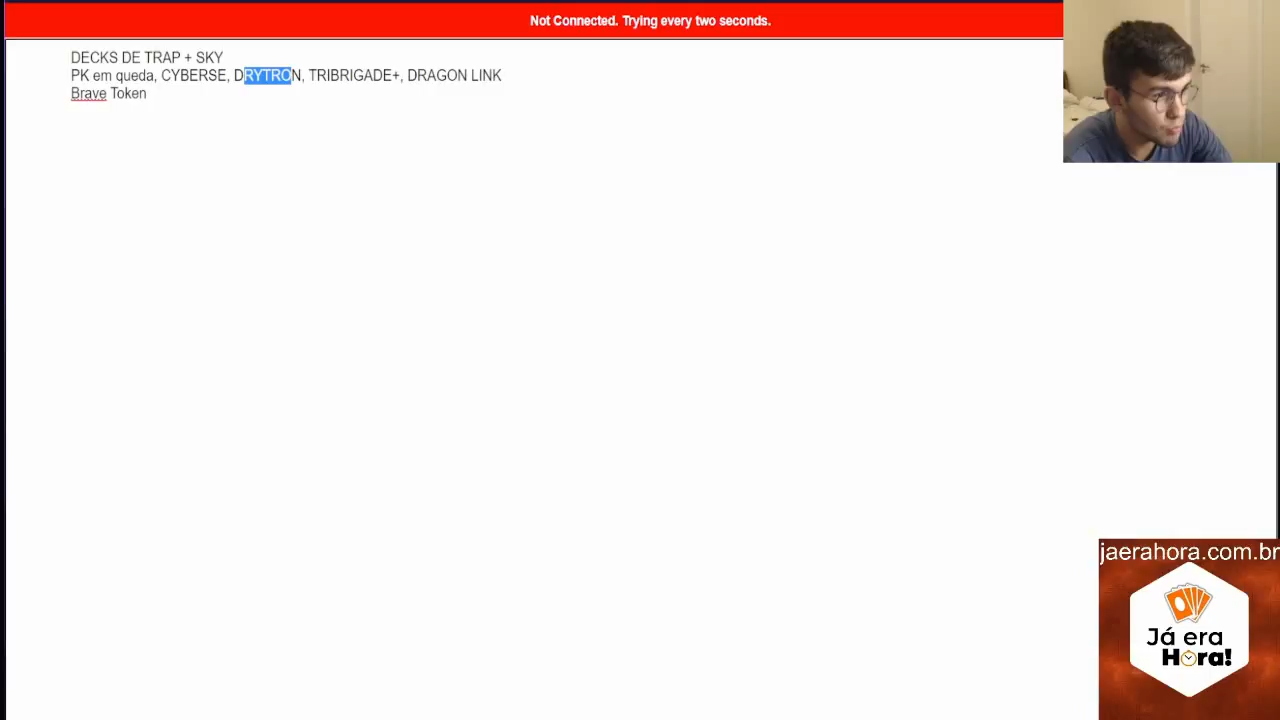 Not Connected. Trying every two seconds.
DECKS DE TRAP + SKY
PK em queda, CYBERSE, DRYTRON, TRIBRIGADE+, DRAGON LINK
Brave Token
jaerahora.com.br
Já era
Hora!